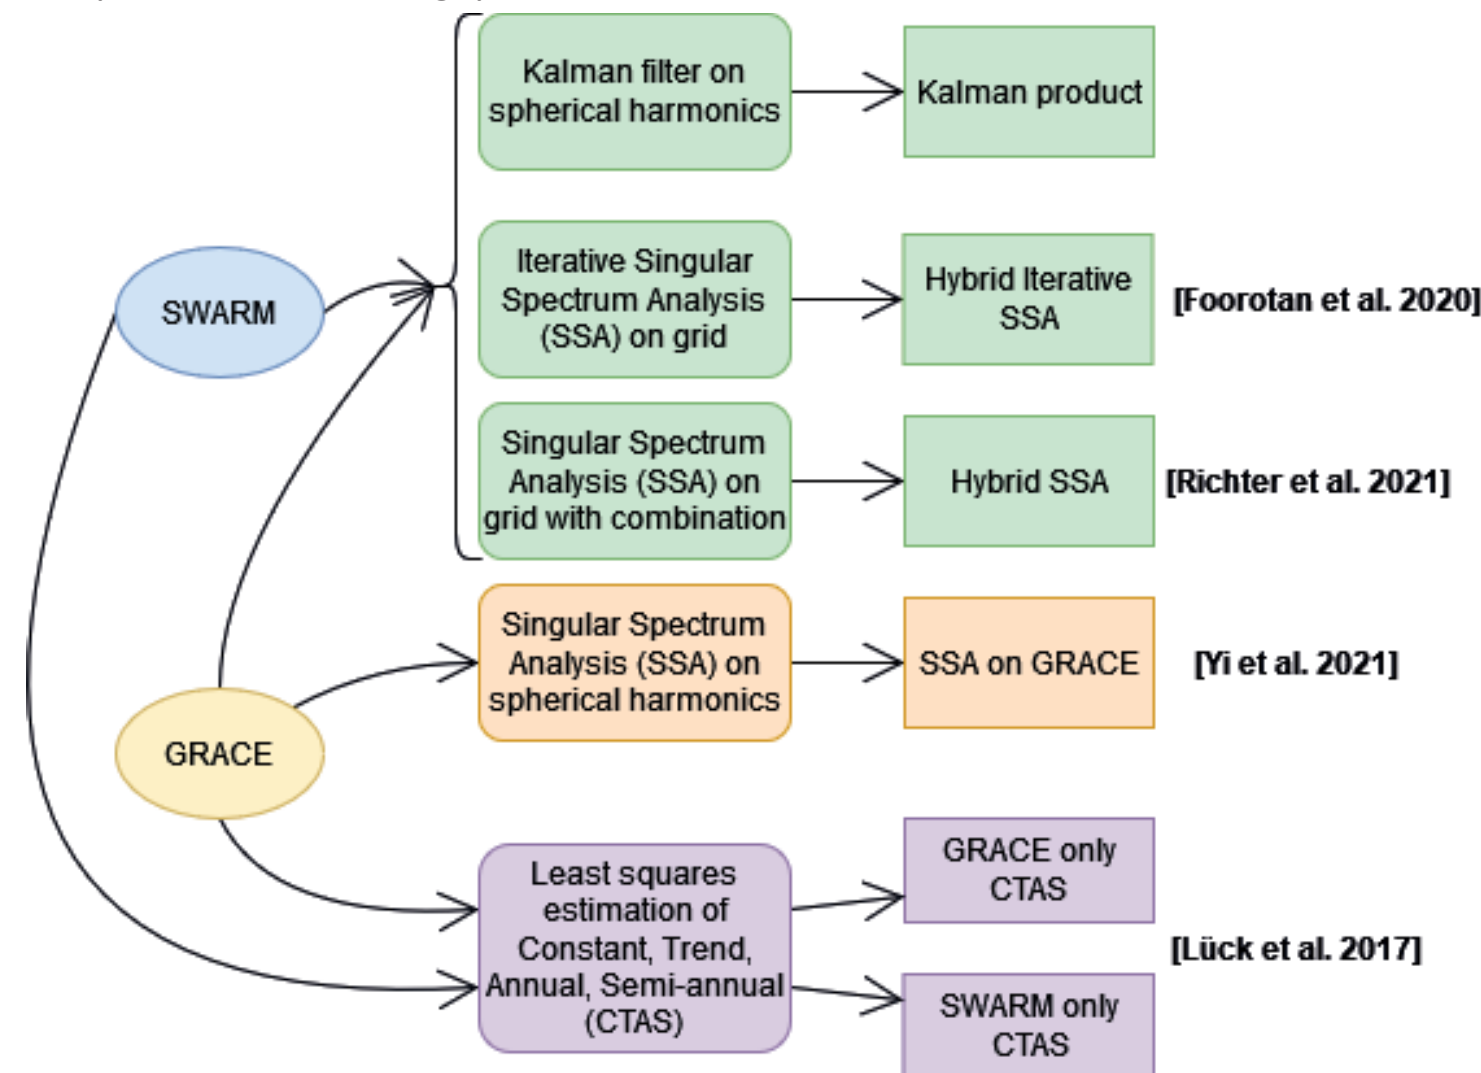 Kalman filter on
spherical harmonics
Kalman product
SWARM
Iterative Singular
Spectrum Analysis
(SSA) on grid
Hybrid Iterative
SSA
[Foorotan et al. 2020]
Singular Spectrum
Analysis (SSA) on
grid with combination
Hybrid SSA
[Richter et al. 2021]
Singular Spectrum
Analysis (SSA) on
spherical harmonics
SSA on GRACE
[Yi et al. 2021]
GRACE
Least squares
estimation of
Constant, Trend,
Annual, Semi-annual
(CTAS)
GRACE only
CTAS
[Lück et al. 2017]
SWARM only
CTAS